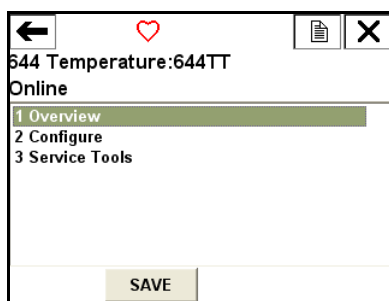 644 Temperature:644TT
Online
1 Overview
2 Configure
3 Service Tools
SAVE